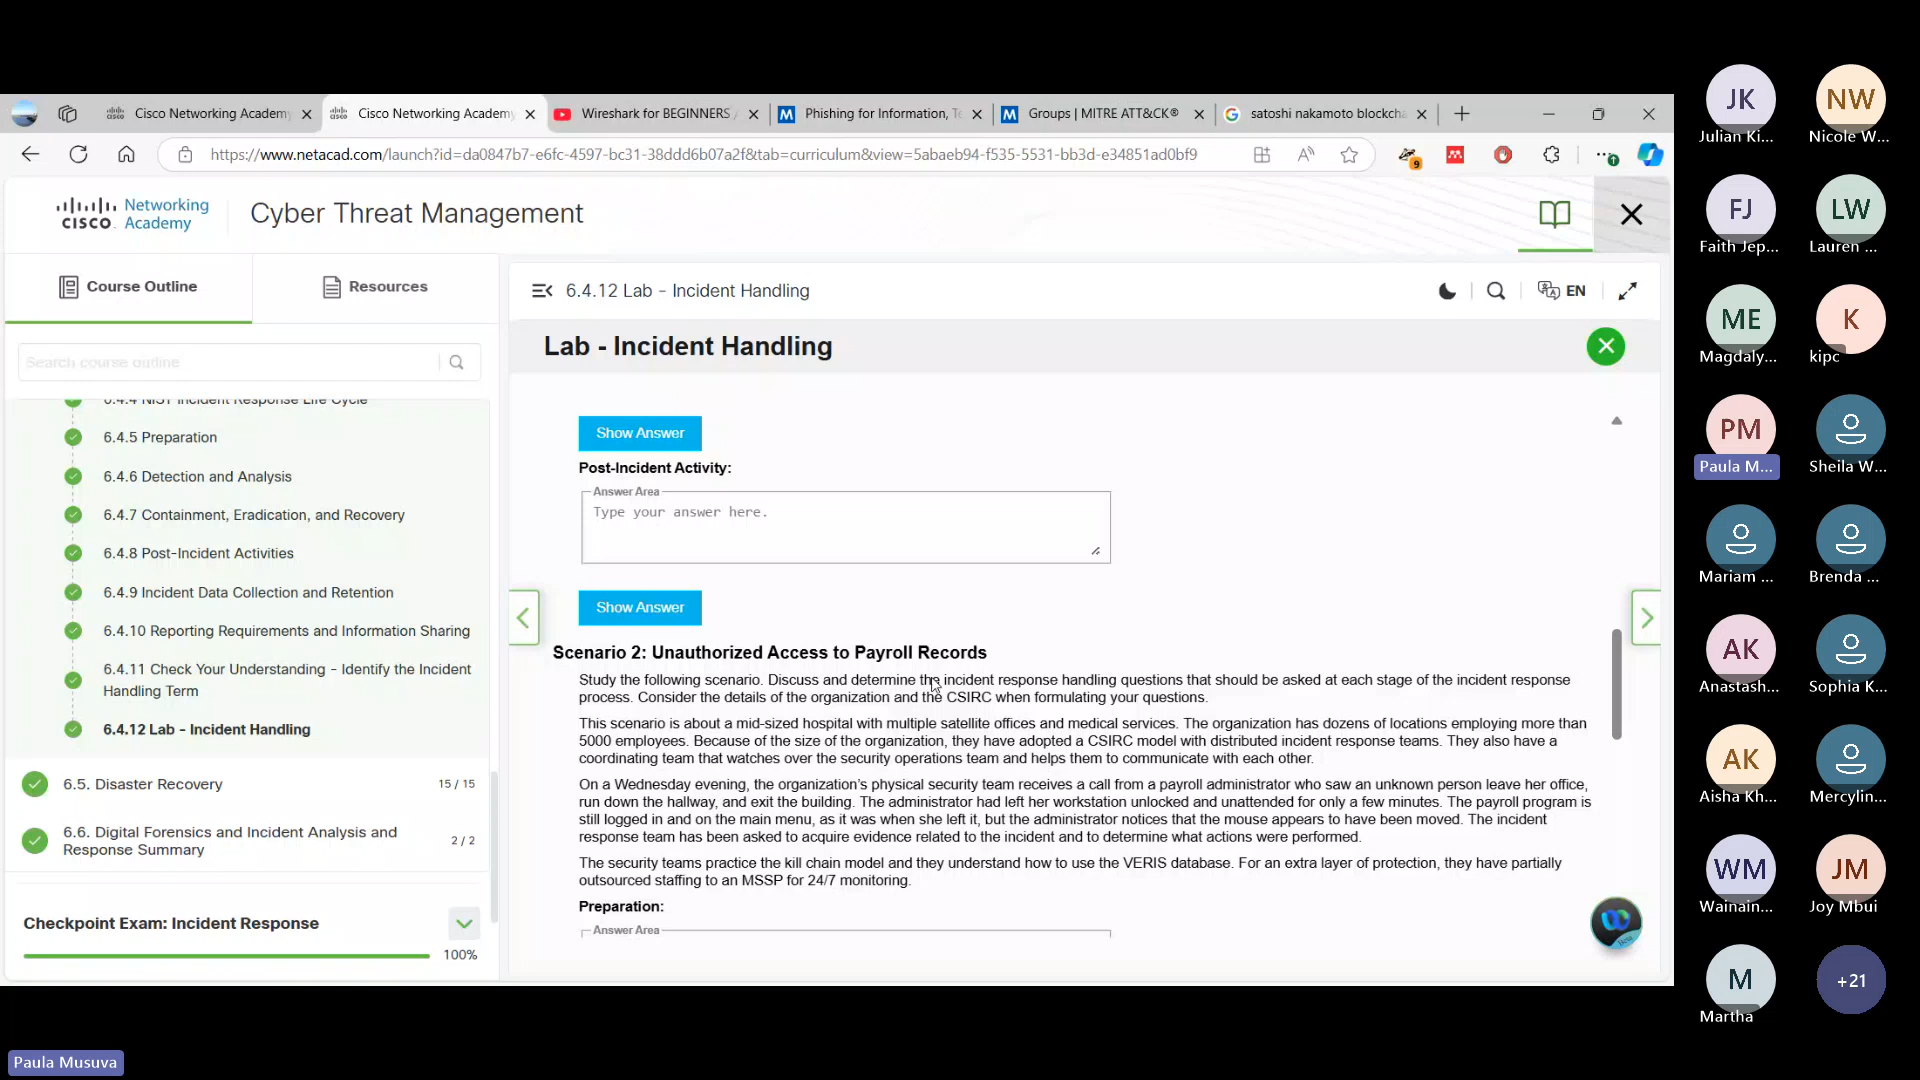 Cisco Networking Academy
Cisco Networking Academy
Wireshark for BEGINNERS
Phishing for Information, Te
Groups | MITRE ATT&CK®
satoshi nakamoto blockcha
https://www.netacad.com/launch?id=da0847b7-e6fc-4597-bc31-38ddd6b07a2f&tab=curriculum&view=5abaeb94-f535-5531-bb3d-e34851ad0bf9
9
cisco Networking Academy
Cyber Threat Management
Course Outline
Resources
Search course outline
6.4.4 NIST Incident Response Life Cycle
6.4.5 Preparation
6.4.6 Detection and Analysis
6.4.7 Containment, Eradication, and Recovery
6.4.8 Post-Incident Activities
6.4.9 Incident Data Collection and Retention
6.4.10 Reporting Requirements and Information Sharing
6.4.11 Check Your Understanding - Identify the Incident
Handling Term
6.4.12 Lab - Incident Handling
6.5. Disaster Recovery 15 / 15
6.6. Digital Forensics and Incident Analysis and
Response Summary 2 / 2
Checkpoint Exam: Incident Response
100%
6.4.12 Lab - Incident Handling
EN
Lab - Incident Handling
Show Answer
Post-Incident Activity:
Answer Area
Type your answer here.
Show Answer
Scenario 2: Unauthorized Access to Payroll Records
Study the following scenario. Discuss and determine the incident response handling questions that should be asked at each stage of the incident response
process. Consider the details of the organization and the CSIRC when formulating your questions.
This scenario is about a mid-sized hospital with multiple satellite offices and medical services. The organization has dozens of locations employing more than
5000 employees. Because of the size of the organization, they have adopted a CSIRC model with distributed incident response teams. They also have a
coordinating team that watches over the security operations team and helps them to communicate with each other.
On a Wednesday evening, the organization's physical security team receives a call from a payroll administrator who saw an unknown person leave her office,
run down the hallway, and exit the building. The administrator had left her workstation unlocked and unattended for only a few minutes. The payroll program is
still logged in and on the main menu, as it was when she left it, but the administrator notices that the mouse appears to have been moved. The incident
response team has been asked to acquire evidence related to the incident and to determine what actions were performed.
The security teams practice the kill chain model and they understand how to use the VERIS database. For an extra layer of protection, they have partially
outsourced staffing to an MSSP for 24/7 monitoring.
Preparation:
Answer Area
JK
Julian Ki...
NW
Nicole W...
FJ
Faith Jep...
LW
Lauren ...
ME
Magdaly...
K
kipc
PM
Paula M...
Sheila W...
Mariam ...
Brenda ...
AK
Anastash...
Sophia K...
AK
Aisha Kh...
Mercylin...
WM
Wainain...
JM
Joy Mbui
M
Martha
+21
Paula Musuva